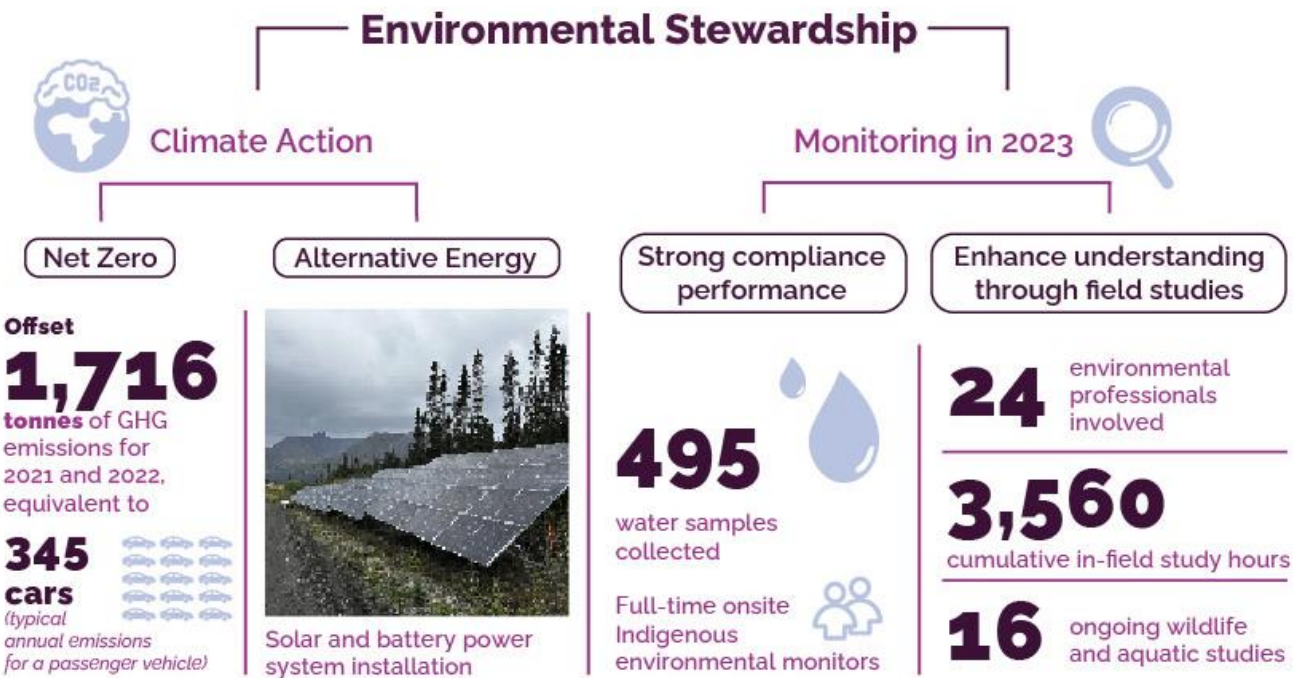 Environmental Stewardship
CO2
Climate Action
Net Zero
Offset
1,716
tonnes of GHG
emissions for
2021 and 2022,
equivalent to
345
cars
(typical
annual emissions
for a passenger vehicle)
Alternative Energy
Solar and battery power
system installation
Monitoring in 2023
Strong compliance
performance
495
water samples
collected
Full-time onsite
Indigenous
environmental monitors
Enhance understanding
through field studies
24
environmental
professionals
involved
3,560
cumulative in-field study hours
16
ongoing wildlife
and aquatic studies